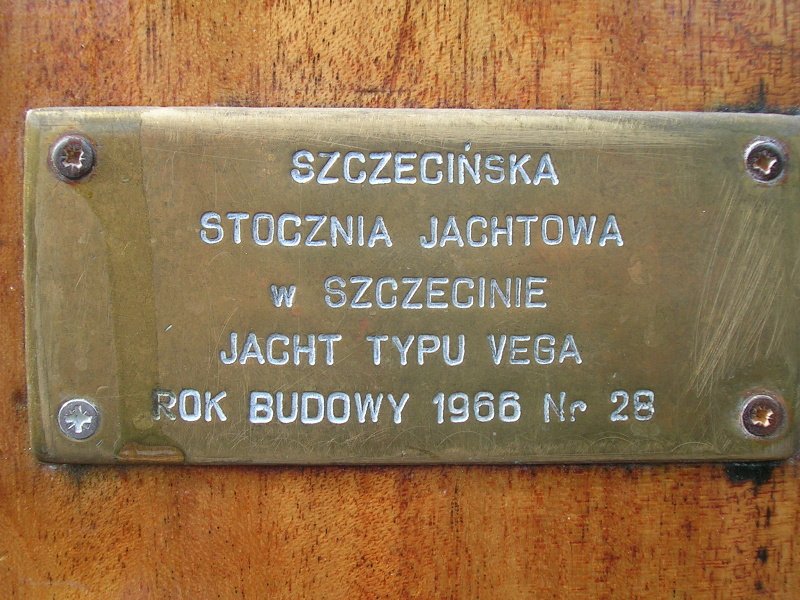 SZCZECIŃSKA
STOCZNIA JACHTOWA
w SZCZECINIE
JACHT TYPU VEGA
ROK BUDOWY 1966 Nr 28